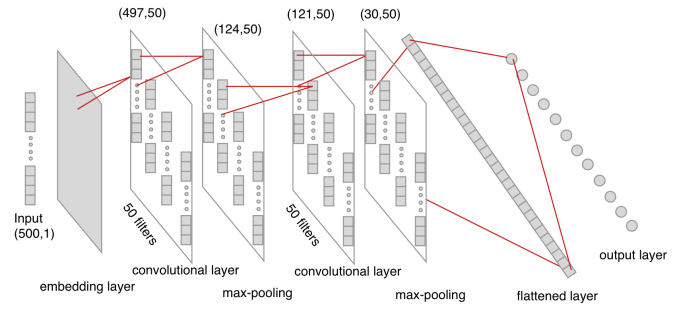 (497,50)
(124,50)
(121,50)
(30,50)
Input
(500,1)
50 filters
50 filters
output layer
convolutional layer
convolutional layer
embedding layer
max-pooling
max-pooling
flattened layer